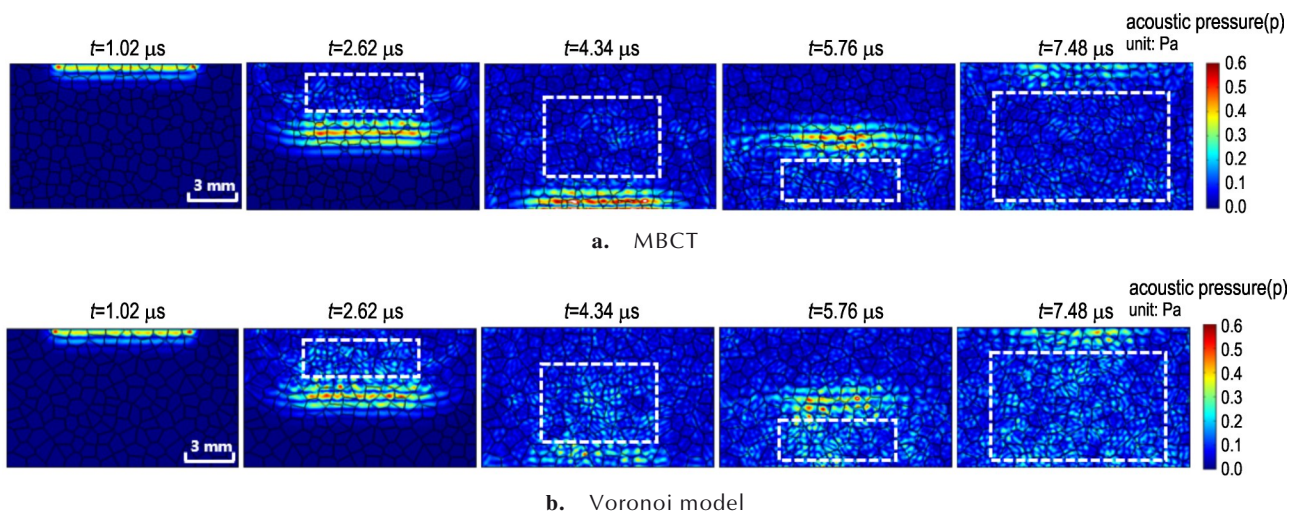 acoustic pressure(p)
t=1.02 μs t=2.62 μs t=4.34 μs t=5.76 μs t=7.48 μs unit: Pa
0.6
0.5
0.4
0.3
0.2
0.1
0.0
3 mm
a. MBCT
acoustic pressure(p)
t=1.02 μs t=2.62 μs t=4.34 μs t=5.76 μs t=7.48 μs unit: Pa
0.6
0.5
0.4
0.3
0.2
0.1
0.0
3 mm
b. Voronoi model